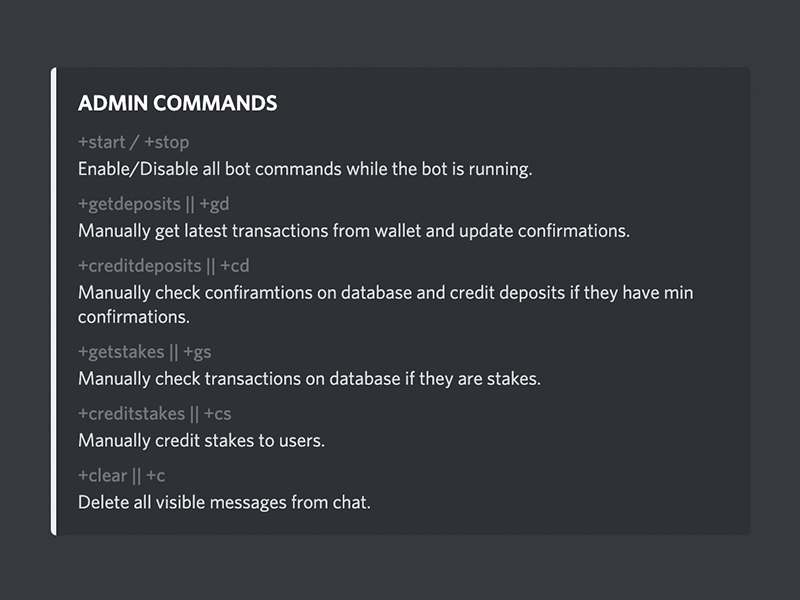 ADMIN COMMANDS
+start / +stop
Enable/Disable all bot commands while the bot is running.
+getdeposits || +gd
Manually get latest transactions from wallet and update confirmations.
+creditdeposits || +cd
Manually check confiramtions on database and credit deposits if they have min
confirmations.
+getstakes || +gs
Manually check transactions on database if they are stakes.
+creditstakes || +cs
Manually credit stakes to users.
+clear || +c
Delete all visible messages from chat.